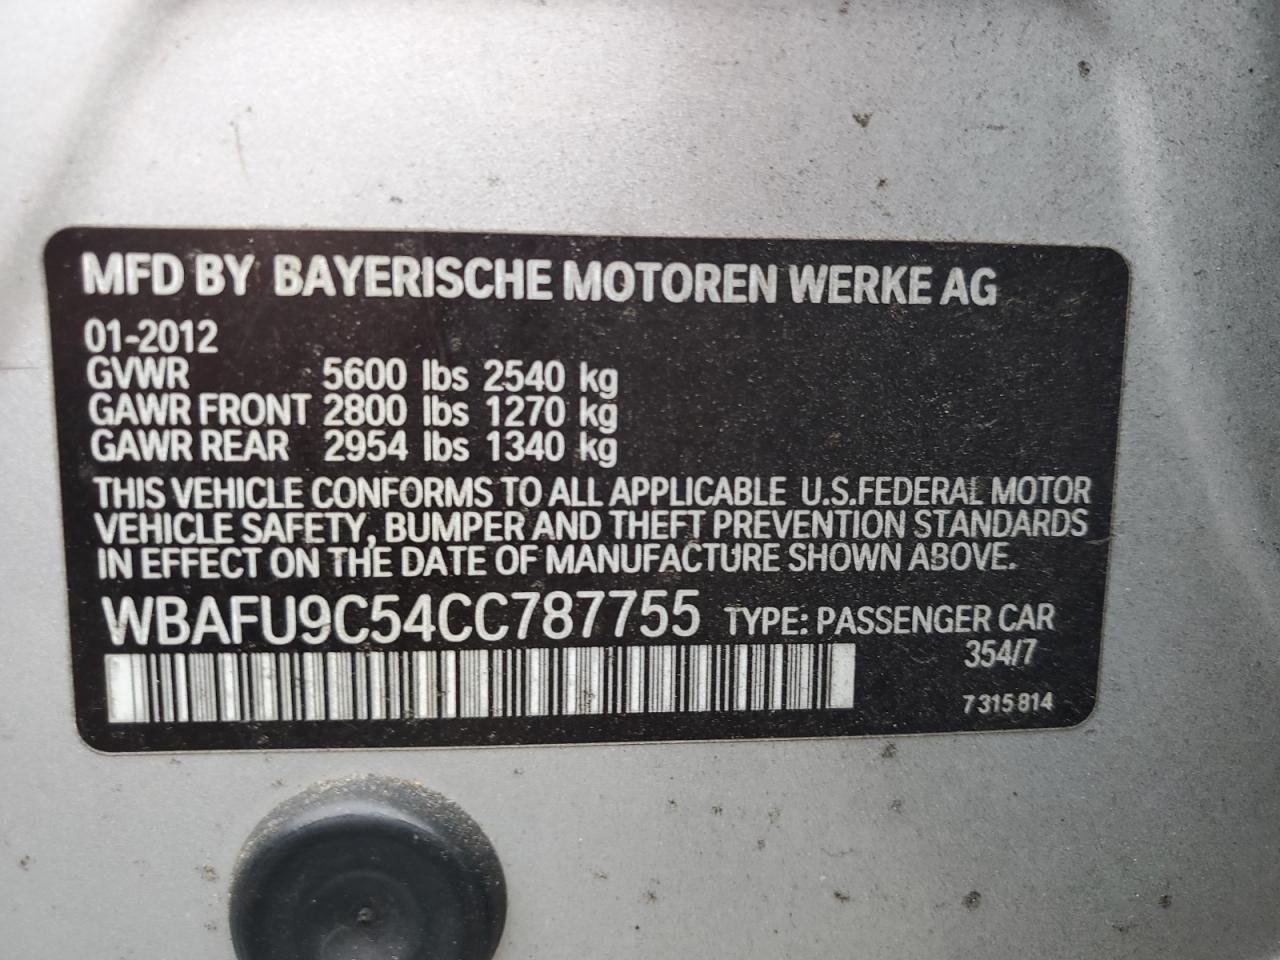 MFD BY BAYERISCHE MOTOREN WERKE AG
01-2012
GVWR 5600 lbs 2540 kg
GAWR FRONT 2800 lbs 1270 kg
GAWR REAR 2954 lbs 1340 kg
THIS VEHICLE CONFORMS TO ALL APPLICABLE U.S.FEDERAL MOTOR
VEHICLE SAFETY, BUMPER AND THEFT PREVENTION STANDARDS
IN EFFECT ON THE DATE OF MANUFACTURE SHOWN ABOVE.
WBAFU9C54CC787755 TYPE: PASSENGER CAR
354/7
7 315 814